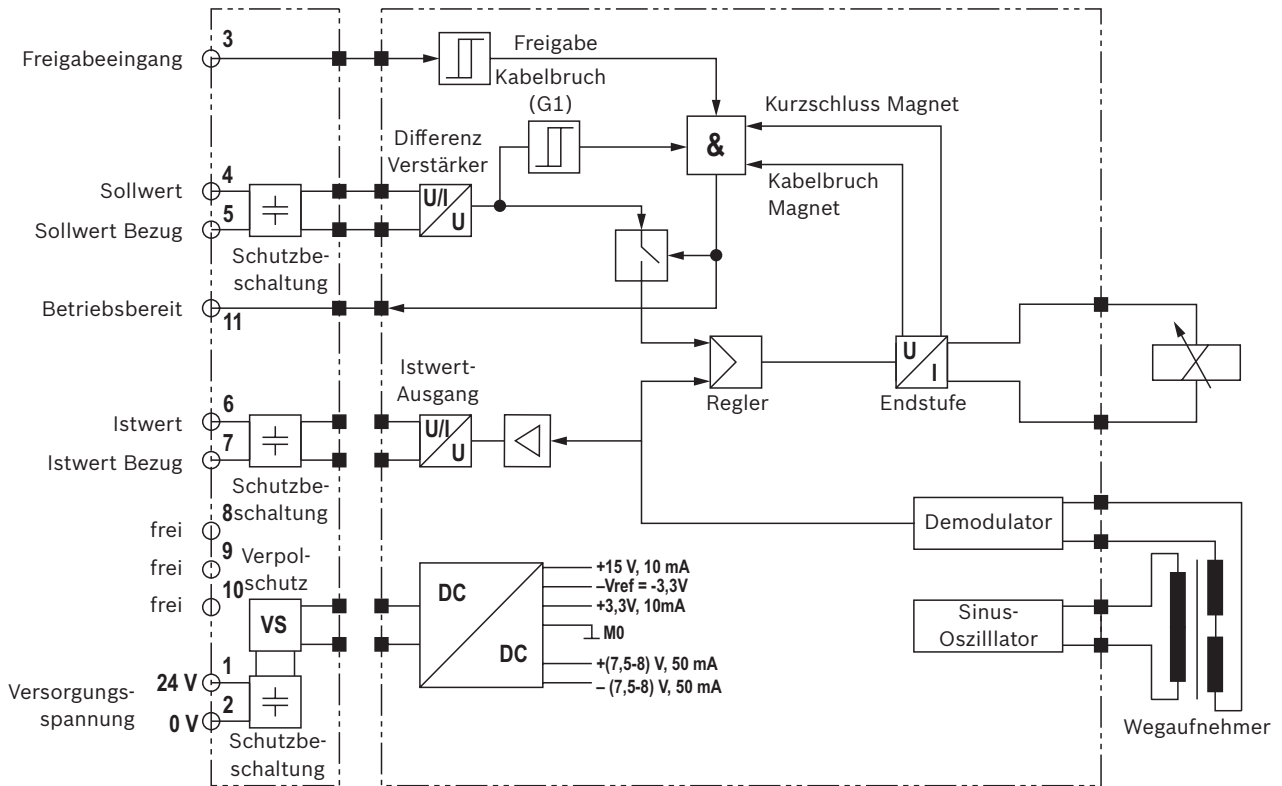 3
Freigabeeingang
Freigabe
Kabelbruch
(G1)
Kurzschluss Magnet
&
Differenz
Verstärker
Kabelbruch
Magnet
4
Sollwert
5
Sollwert Bezug
U/I
U
Schutzbe-
schaltung
Betriebsbereit
11
Istwert-
Ausgang
Regler
U
I
Endstufe
6
Istwert
7
Istwert Bezug
U/I
U
Schutzbe-
schaltung
8
frei
9
frei
10
frei
Verpol-
schutz
VS
Demodulator
DC
DC
+15 V, 10 mA
–Vref = -3,3V
+3,3V, 10mA
M0
+(7,5-8) V, 50 mA
– (7,5-8) V, 50 mA
Sinus-
Oszilllator
1
24 V
2
0 V
Versorgungs-
spannung
Schutzbe-
schaltung
Wegaufnehmer